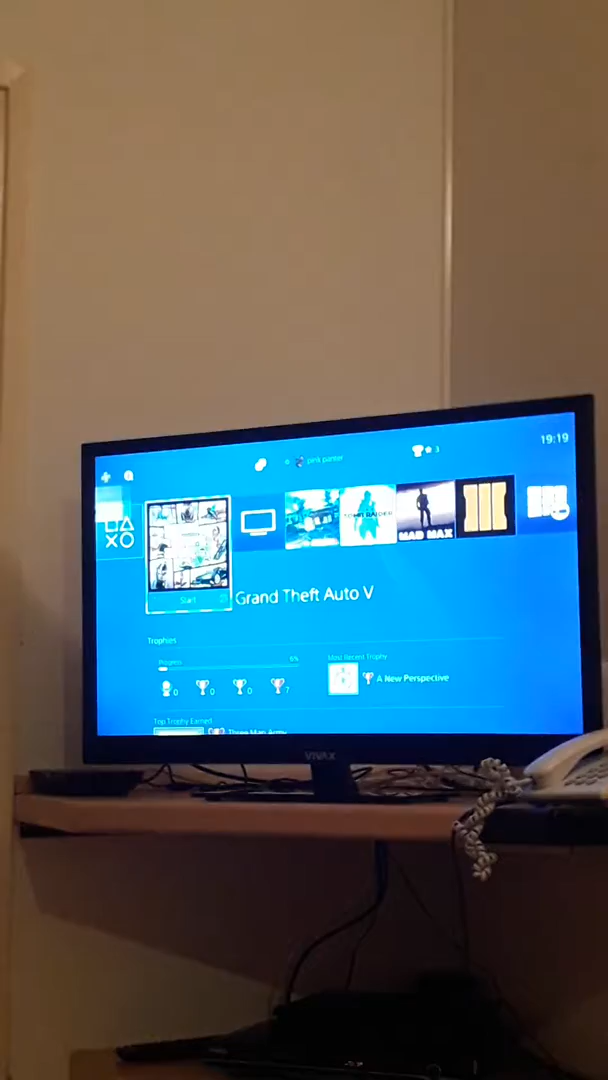 19:19
pink panter
3
TOMB RAIDER
MAD MAX
Start
Grand Theft Auto V
Trophies
Progress
6%
0
0
0
7
Most Recent Trophy
A New Perspective
Top Trophy Earned
Three Man Army
VIVAX